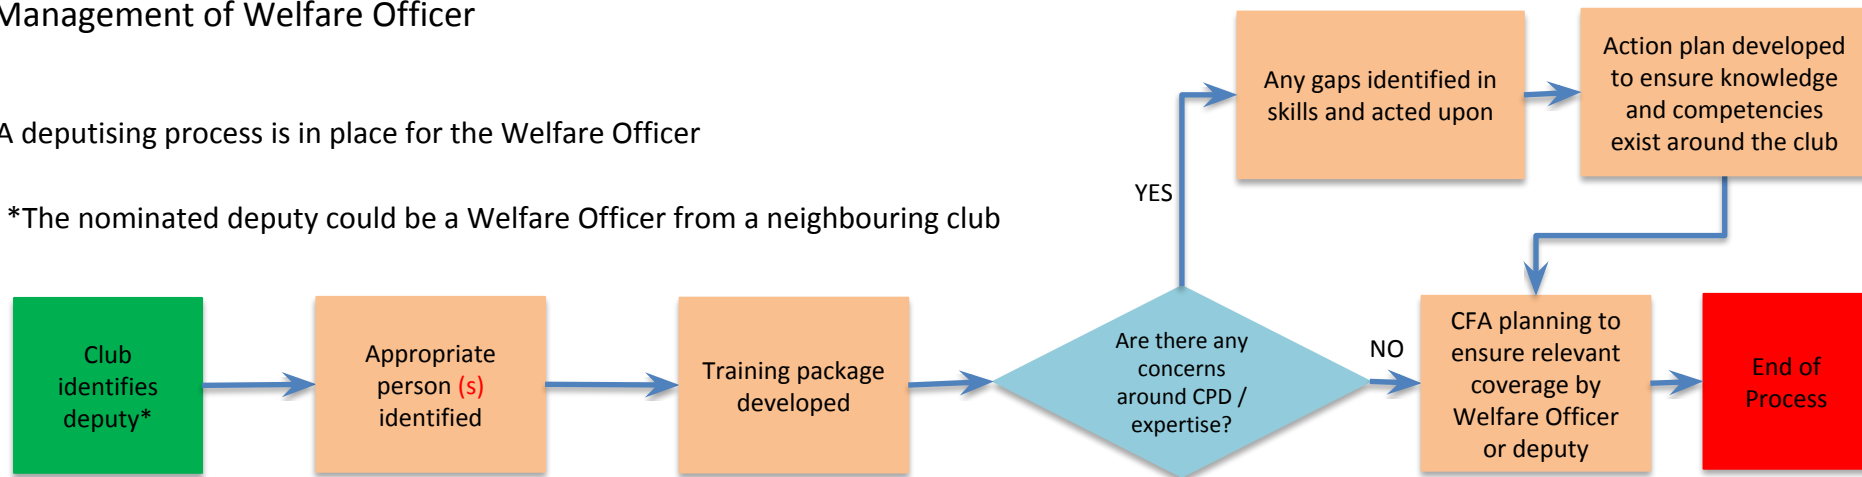 Management of Welfare Officer
A deputising process is in place for the Welfare Officer
*The nominated deputy could be a Welfare Officer from a neighbouring club
Club
identifies
deputy*
Appropriate
person (s)
identified
Training package
developed
Are there any
concerns
around CPD /
expertise?
YES
Any gaps identified in
skills and acted upon
Action plan developed
to ensure knowledge
and competencies
exist around the club
NO
CFA planning to
ensure relevant
coverage by
Welfare Officer
or deputy
End of
Process